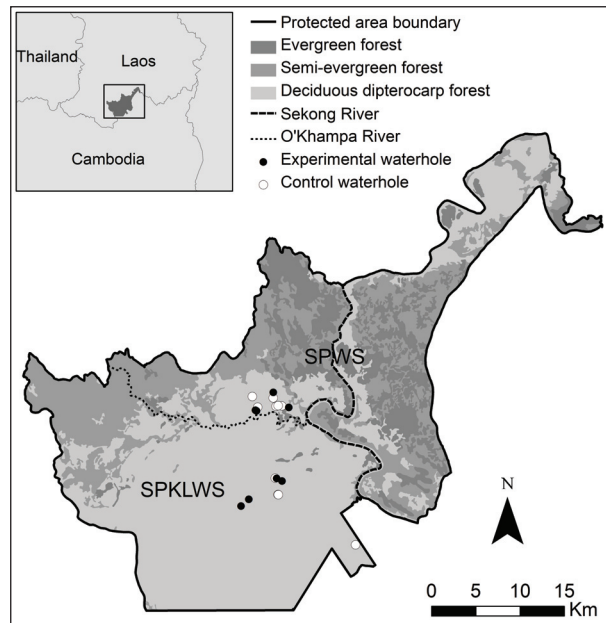 Thailand
Laos
Cambodia
Protected area boundary
Evergreen forest
Semi-evergreen forest
Deciduous dipterocarp forest
Sekong River
O'Khampa River
Experimental waterhole
Control waterhole
SPWS
SPKLWS
N
0 5 10 15
Km